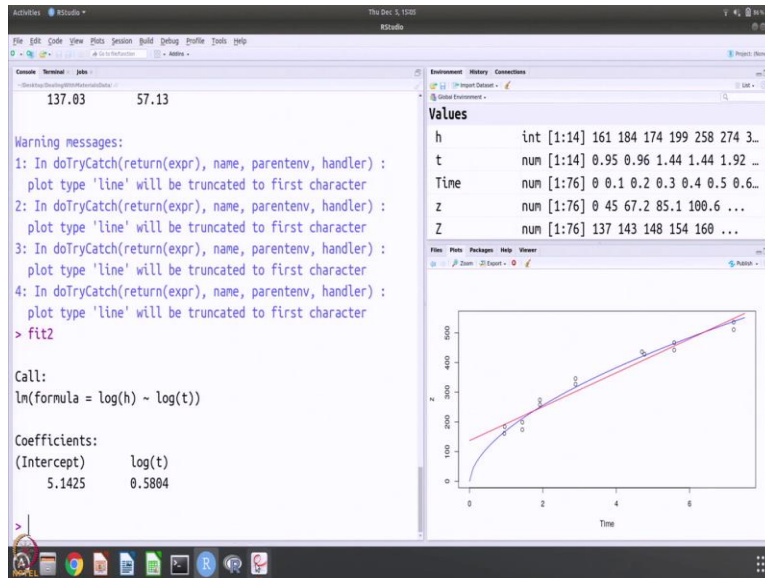 Activities RStudio Thu Dec 5, 15:05
RStudio
File Edit Code View Plots Session Build Debug Profile Tools Help
Go to file/function Addins
Project: (None
Console Terminal Jobs
137.03 57.13
Warning messages:
1: In doTryCatch(return(expr), name, parentenv, handler) :
plot type 'line' will be truncated to first character
2: In doTryCatch(return(expr), name, parentenv, handler) :
plot type 'line' will be truncated to first character
3: In doTryCatch(return(expr), name, parentenv, handler) :
plot type 'line' will be truncated to first character
4: In doTryCatch(return(expr), name, parentenv, handler) :
plot type 'line' will be truncated to first character
> fit2
Call:
lm(formula = log(h) ~ log(t))
Coefficients:
(Intercept) log(t)
5.1425 0.5804
>
Environment History Connections
Import Dataset List
Global Environment
Values
h int [1:14] 161 184 174 199 258 274 3…
t num [1:14] 0.95 0.96 1.44 1.44 1.92 …
Time num [1:76] 0 0.1 0.2 0.3 0.4 0.5 0.6…
z num [1:76] 0 45 67.2 85.1 100.6 ...
Z num [1:76] 137 143 148 154 160 ...
Files Plots Packages Help Viewer
Zoom Export Publish
500
400
300
200
100
0
z
0 2 4 6
Time
NPTEL